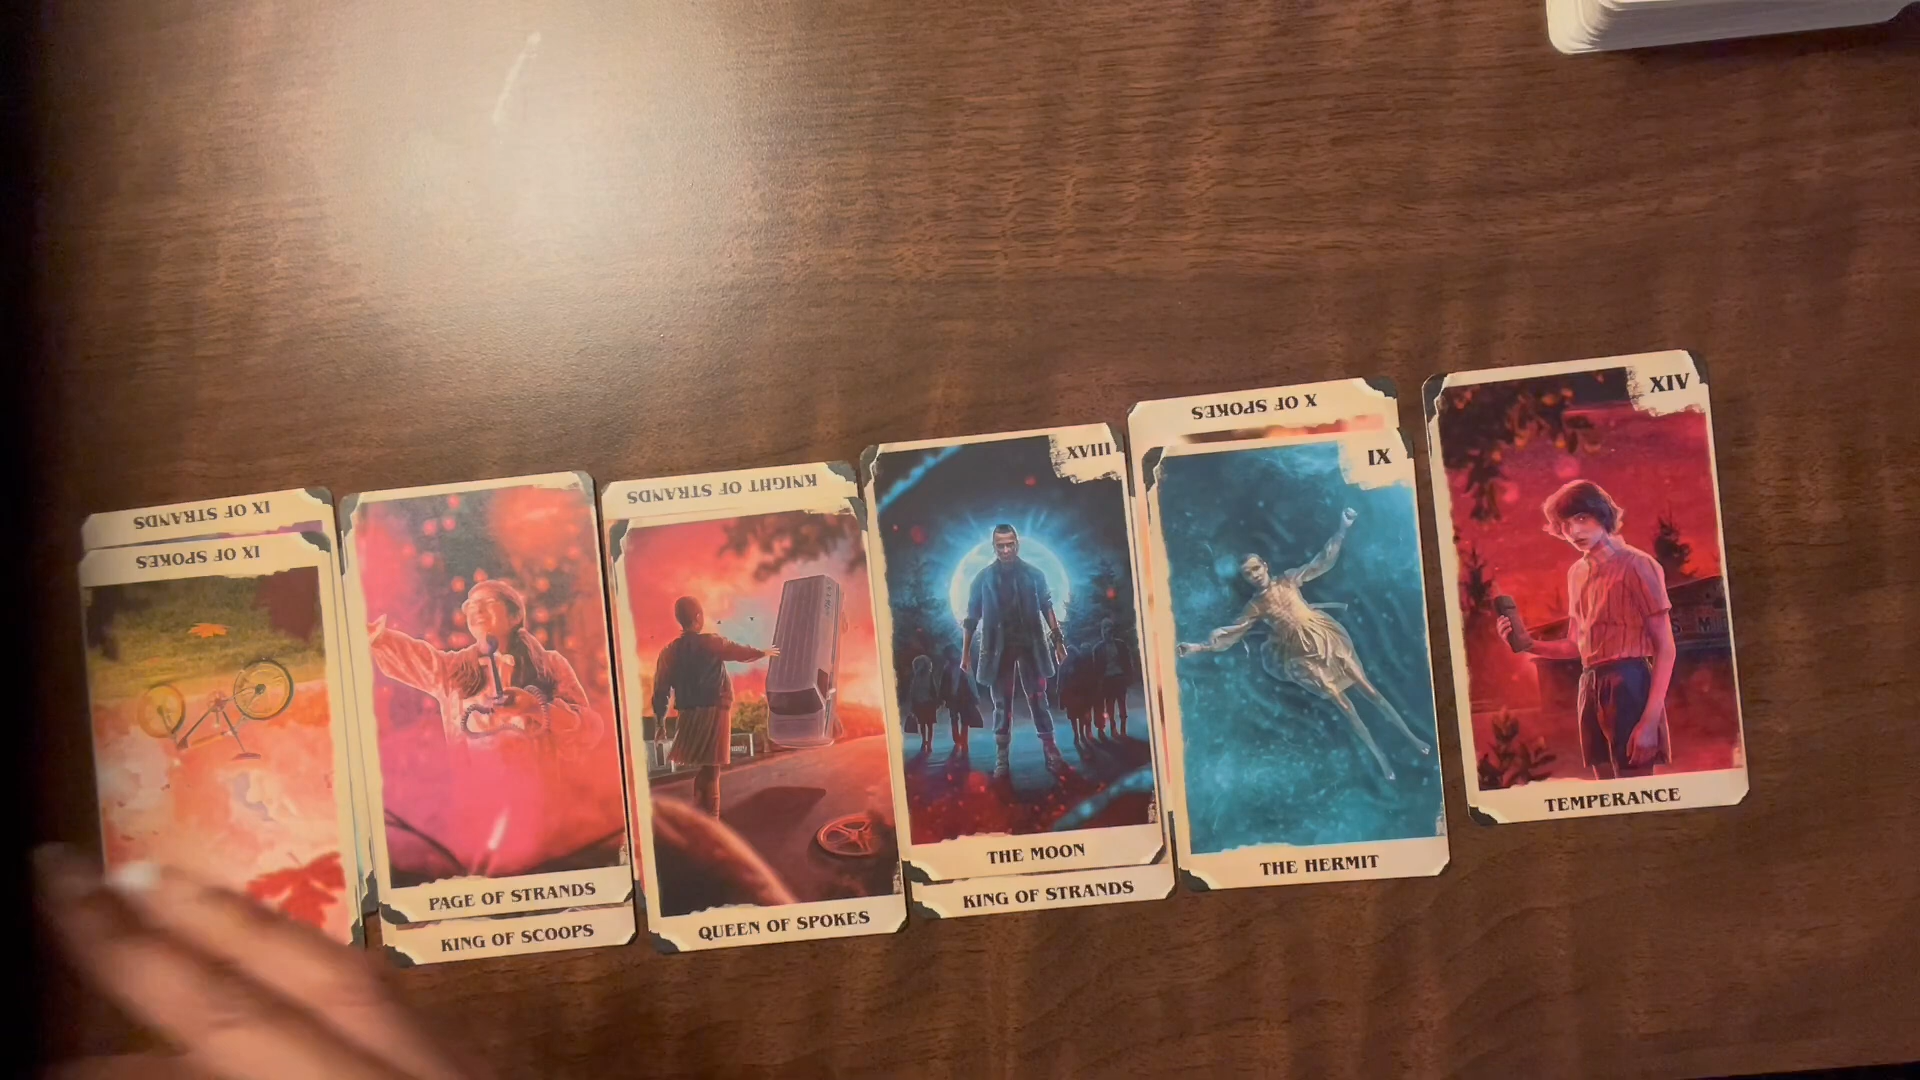 IX OF STRANDS
IX OF SPOKES
PAGE OF STRANDS
KING OF SCOOPS
KNIGHT OF STRANDS
QUEEN OF SPOKES
XVIII
THE MOON
KING OF STRANDS
X OF SPOKES
IX
THE HERMIT
XIV
TEMPERANCE